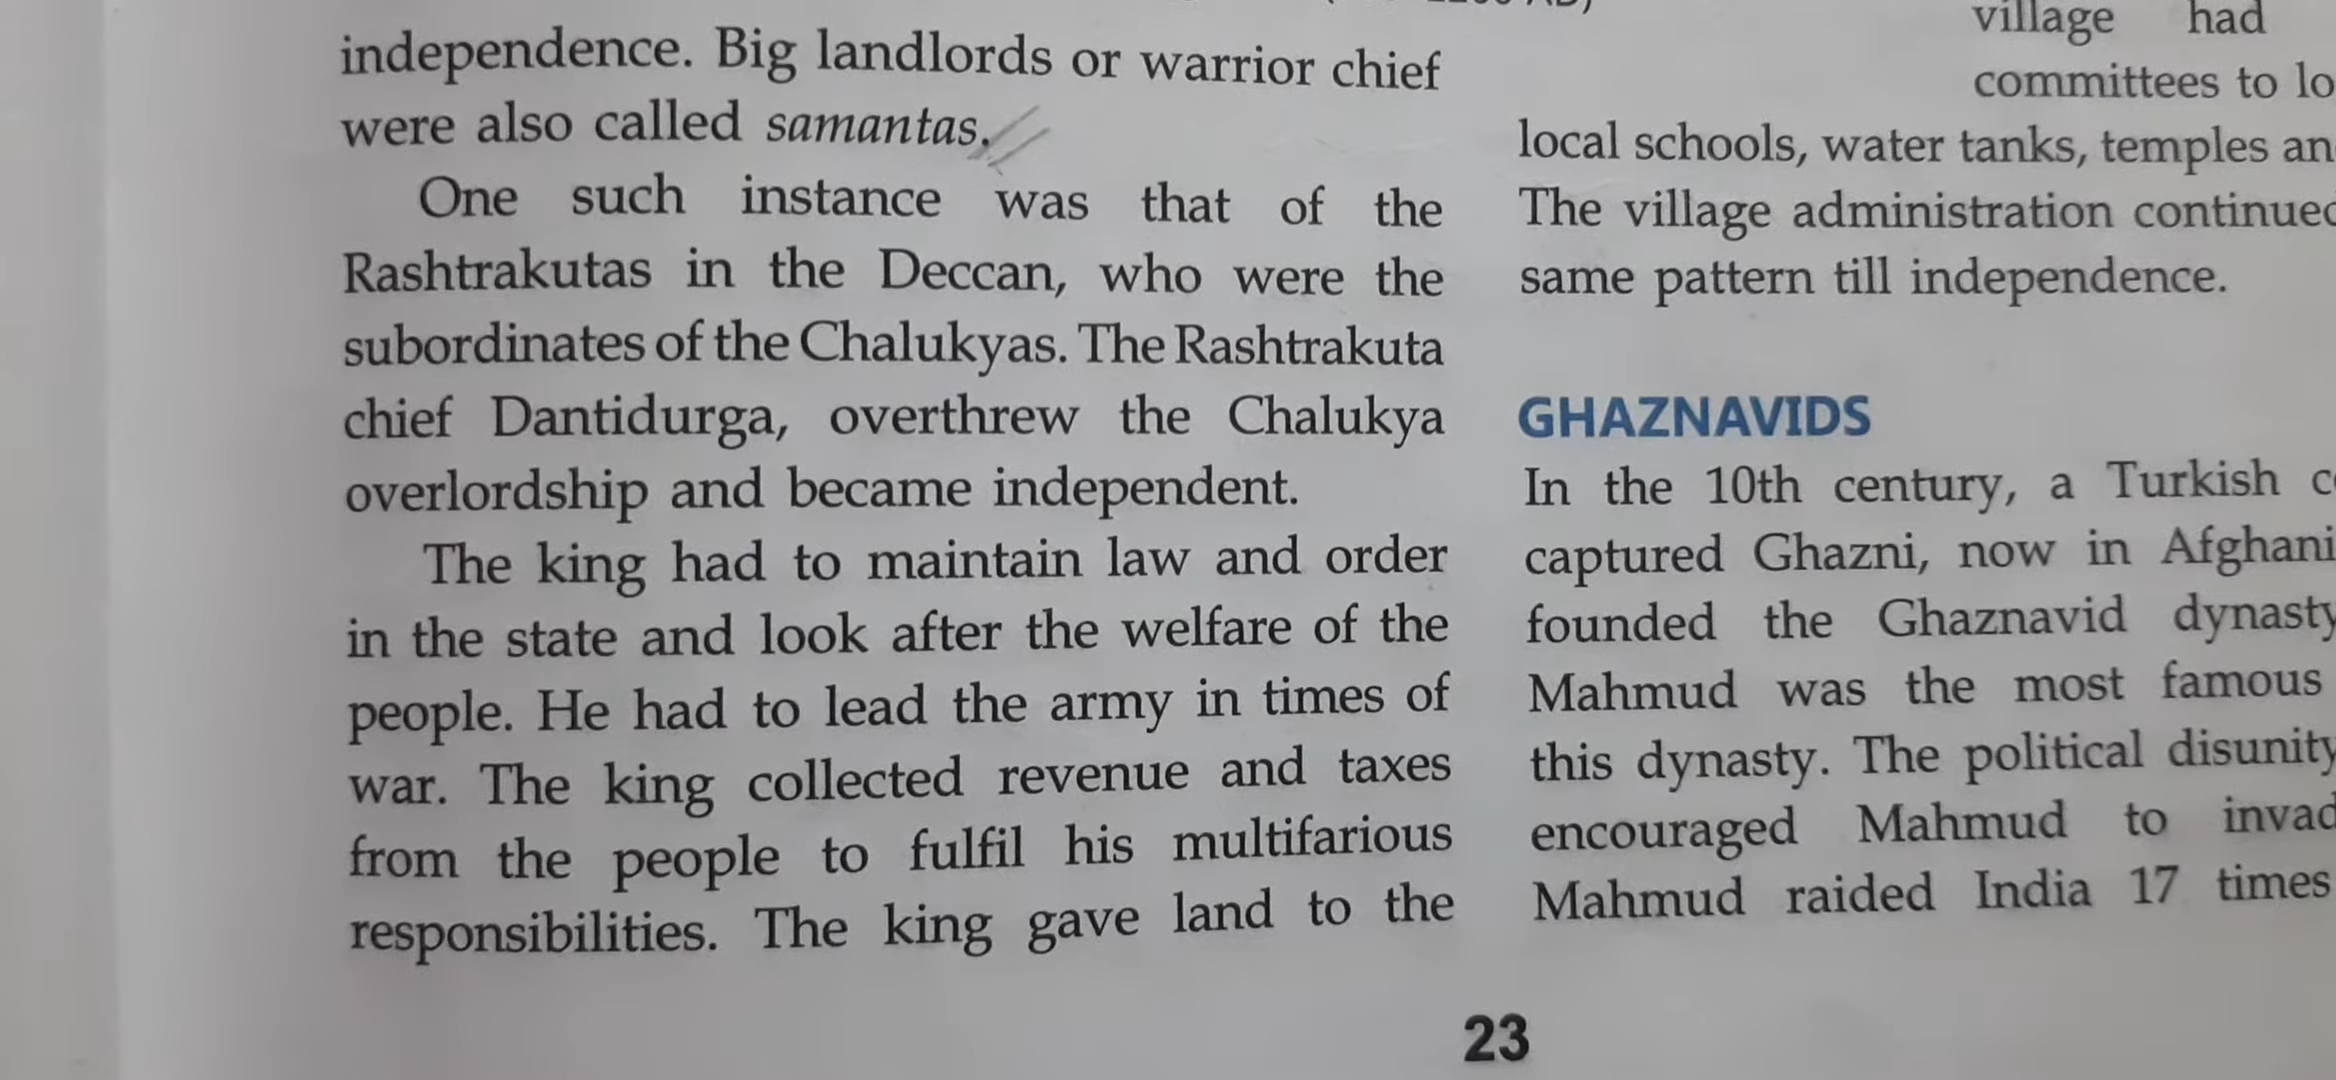 independence. Big landlords or warrior chief
were also called samantas.
One such instance was that of the
Rashtrakutas in the Deccan, who were the
subordinates of the Chalukyas. The Rashtrakuta
chief Dantidurga, overthrew the Chalukya
overlordship and became independent.
The king had to maintain law and order
in the state and look after the welfare of the
people. He had to lead the army in times of
war. The king collected revenue and taxes
from the people to fulfil his multifarious
responsibilities. The king gave land to the
village had
committees to lo
local schools, water tanks, temples an
The village administration continued
same pattern till independence.
GHAZNAVIDS
In the 10th century, a Turkish
captured Ghazni, now in Afghani
founded the Ghaznavid dynasty
Mahmud was the most famous
this dynasty. The political disunity
encouraged Mahmud to invad
Mahmud raided India 17 times
23